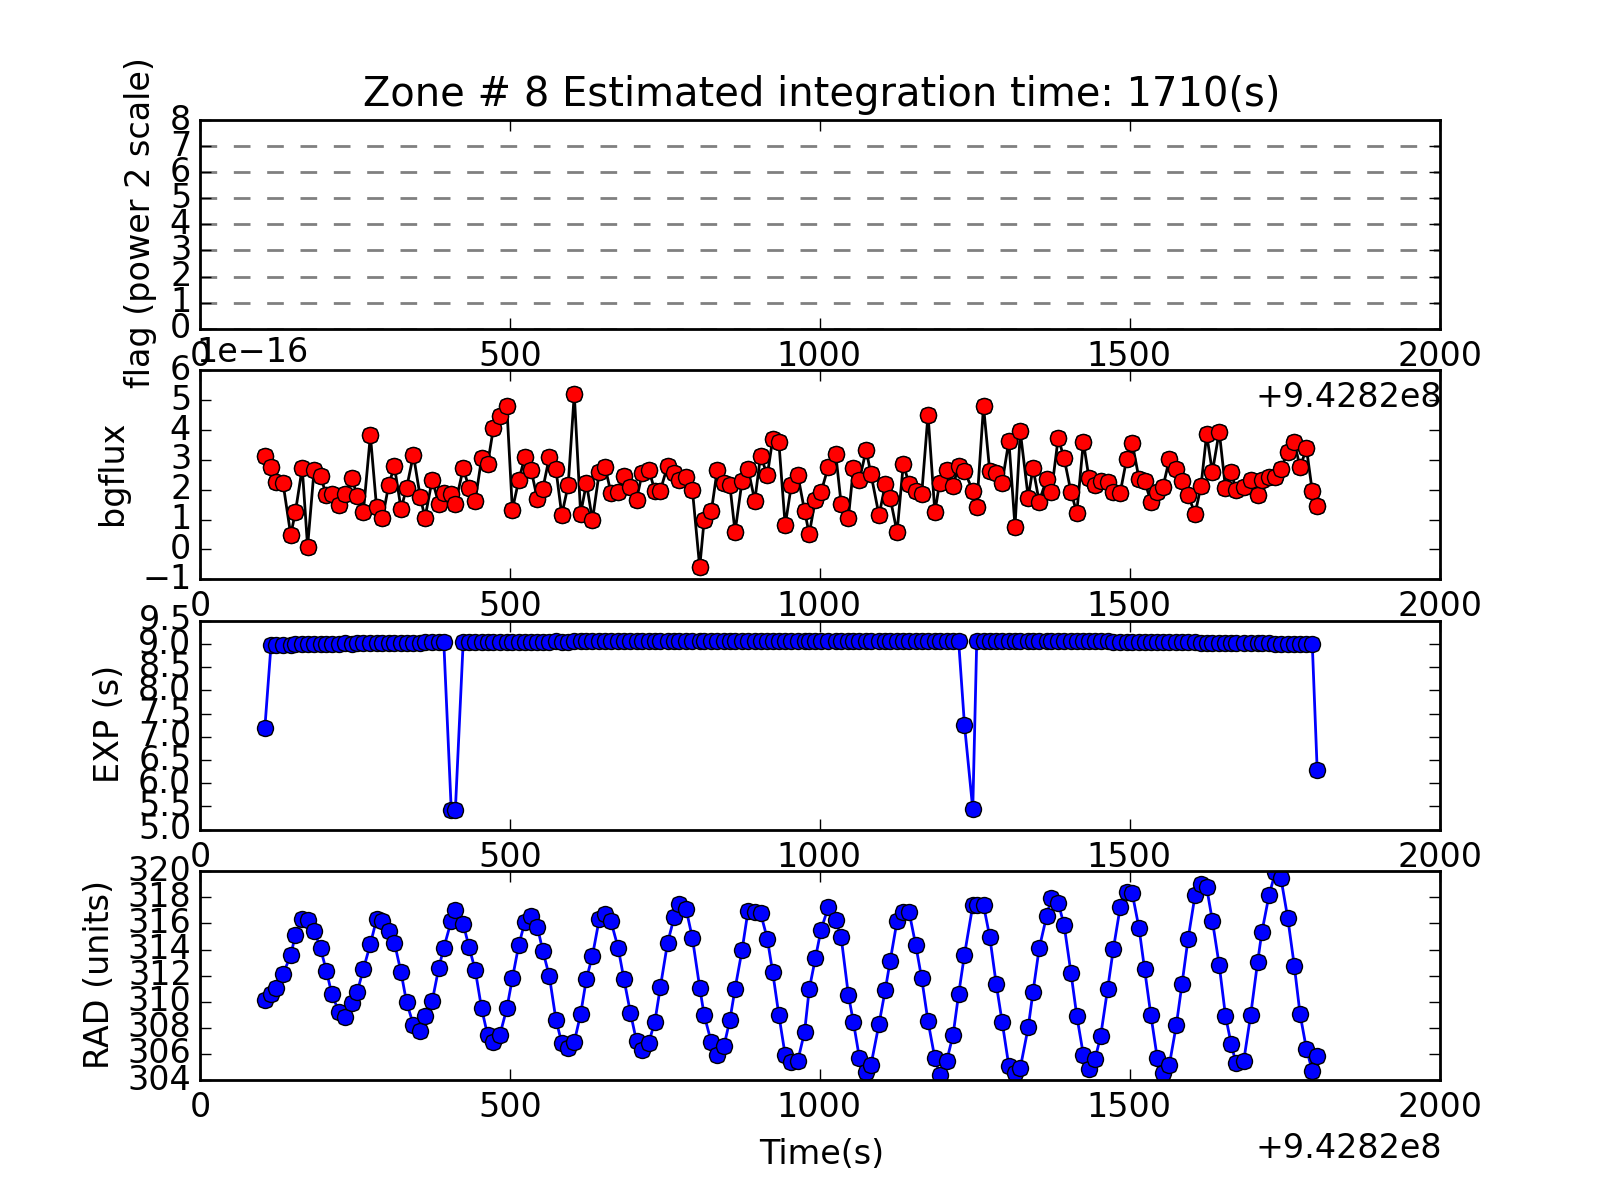 Zone # 8 Estimated integration time: 1710(s)
flag (power 2 scale)
8
7
6
5
4
3
2
1
0
0 500 1000 1500 2000
+9.4282e8
1e−16
bgflux
6
5
4
3
2
1
0
−1
0 500 1000 1500 2000
EXP (s)
9.5
9.0
8.5
8.0
7.5
7.0
6.5
6.0
5.5
5.0
0 500 1000 1500 2000
RAD (units)
320
318
316
314
312
310
308
306
304
0 500 1000 1500 2000
Time(s)
+9.4282e8